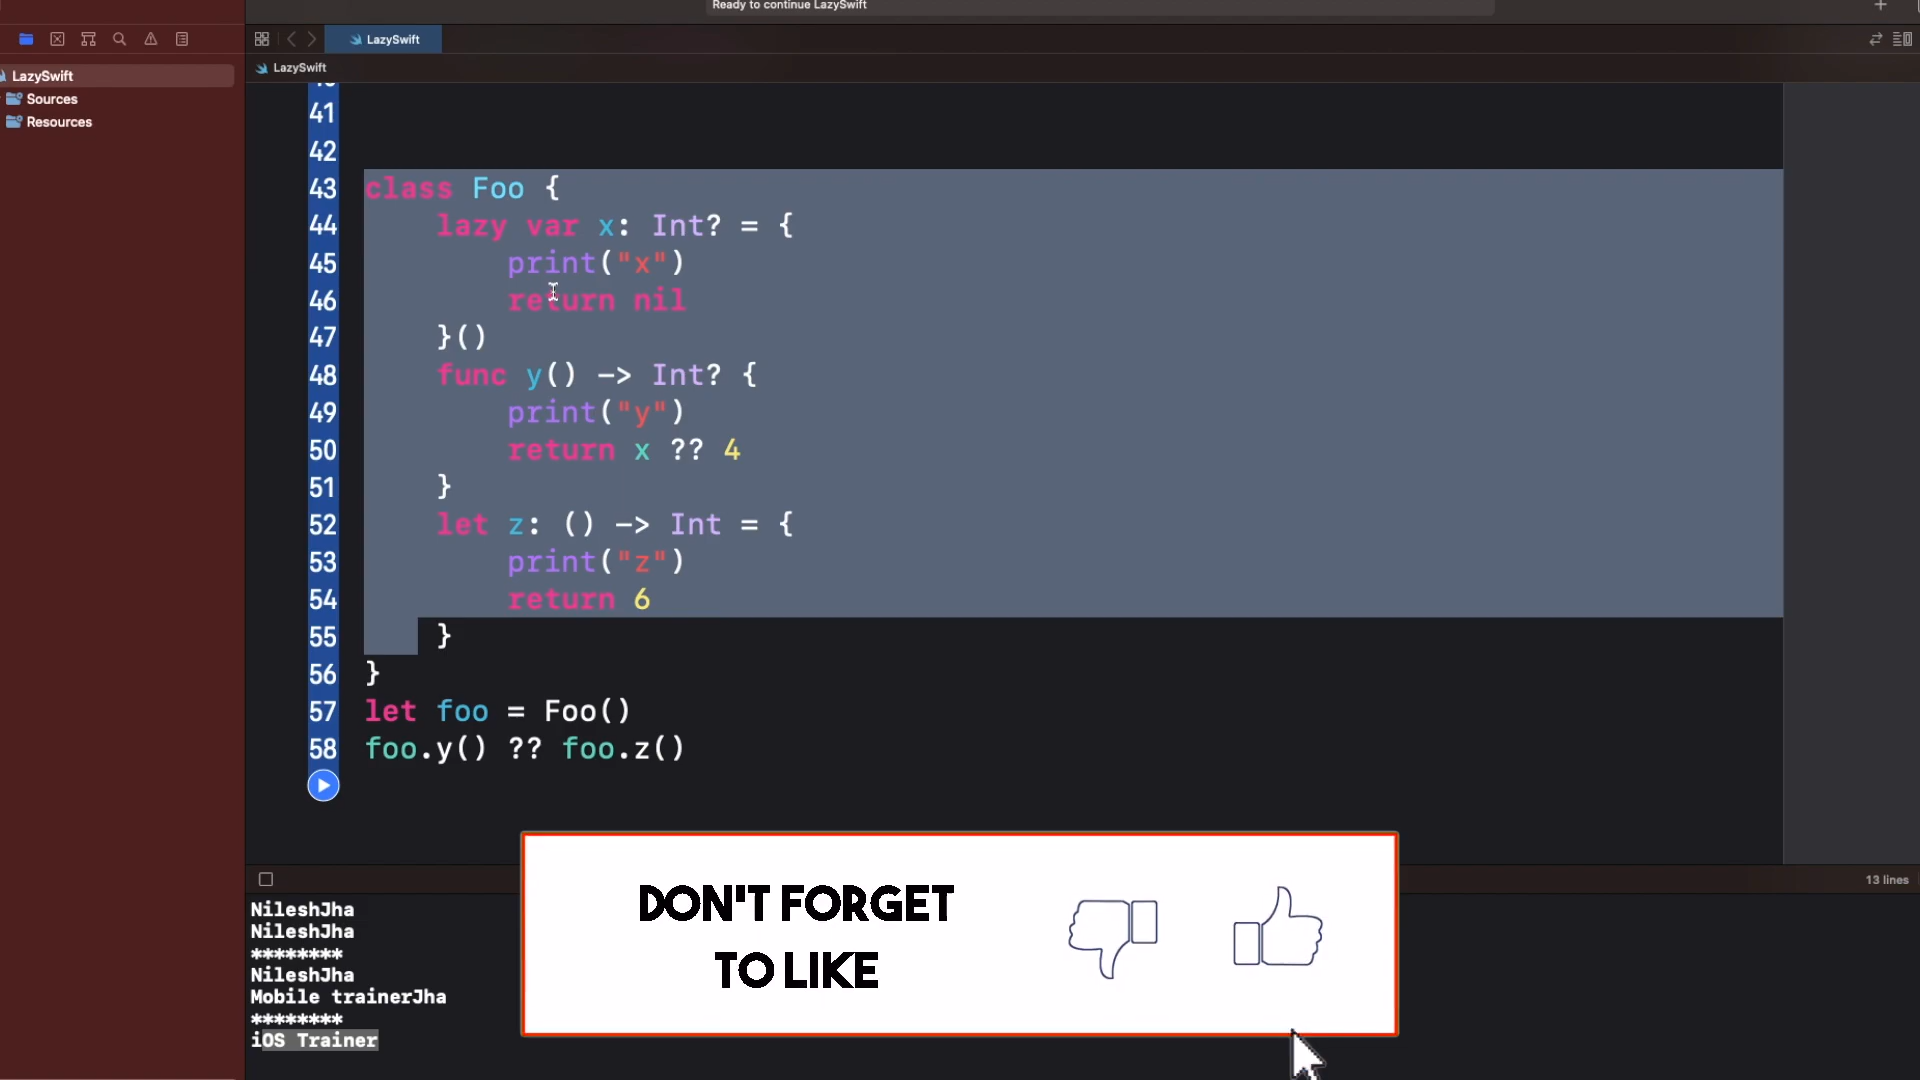 Ready to continue LazySwift
LazySwift
LazySwift
LazySwift
Sources
Resources
41
42
43 class Foo {
44 lazy var x: Int? = {
45 print("x")
46 return nil
47 }()
48 func y() -> Int? {
49 print("y")
50 return x ?? 4
51 }
52 let z: () -> Int = {
53 print("z")
54 return 6
55 }
56 }
57 let foo = Foo()
58 foo.y() ?? foo.z()
13 lines
NileshJha
NileshJha
********
NileshJha
Mobile trainerJha
********
iOS Trainer
DON'T FORGET
TO LIKE